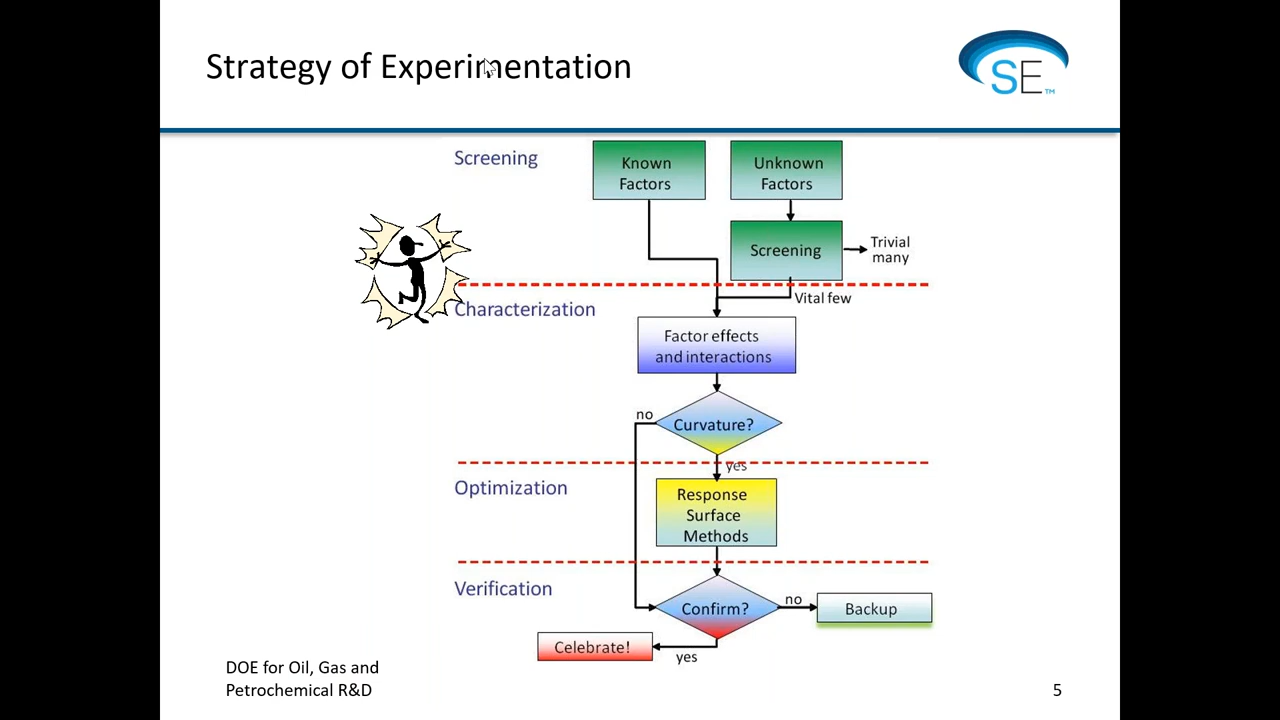 Strategy of Experimentation
SE™
Screening
Known
Factors
Unknown
Factors
Screening
Trivial
many
Vital few
Characterization
Factor effects
and interactions
no
Curvature?
yes
Optimization
Response
Surface
Methods
Verification
Confirm?
no
Backup
Celebrate!
yes
DOE for Oil, Gas and
Petrochemical R&D
5